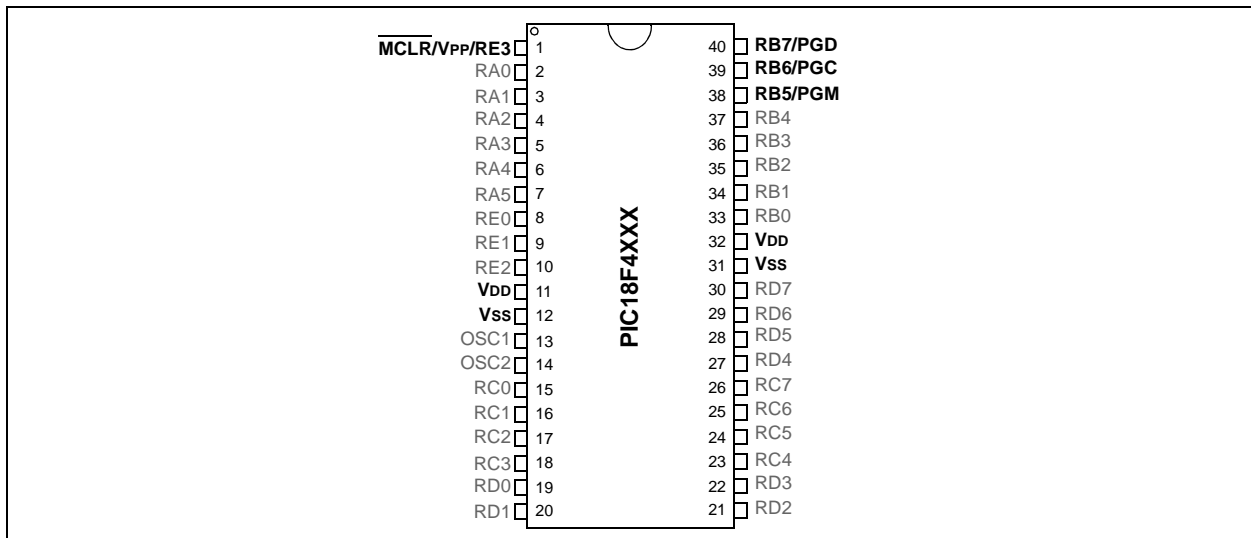 MCLR/VPP/RE3 1 40 RB7/PGD
RA0 2 39 RB6/PGC
RA1 3 38 RB5/PGM
RA2 4 37 RB4
RA3 5 36 RB3
RA4 6 35 RB2
RA5 7 34 RB1
RE0 8 33 RB0
RE1 9 32 VDD
RE2 10 31 VSS
VDD 11 30 RD7
VSS 12 29 RD6
OSC1 13 28 RD5
OSC2 14 27 RD4
RC0 15 26 RC7
RC1 16 25 RC6
RC2 17 24 RC5
RC3 18 23 RC4
RD0 19 22 RD3
RD1 20 21 RD2
PIC18F4XXX